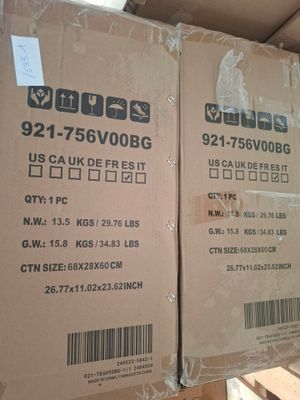 921-756V00BG
US CA UK DE FR ES IT
QTY: 1 PC
N.W.: 13.5 KGS / 29.76 LBS
G.W.: 15.8 KGS / 34.83 LBS
CTN SIZE: 68X28X60CM
26.77x11.02x23.62INCH
MADE IN CHINA
921-756V00BG
US CA UK DE FR ES IT
QTY: 1 PC
N.W.: 13.5 KGS / 29.76 LBS
G.W.: 15.8 KGS / 34.83 LBS
CTN SIZE: 68X28X60CM
26.77x11.02x23.62INCH